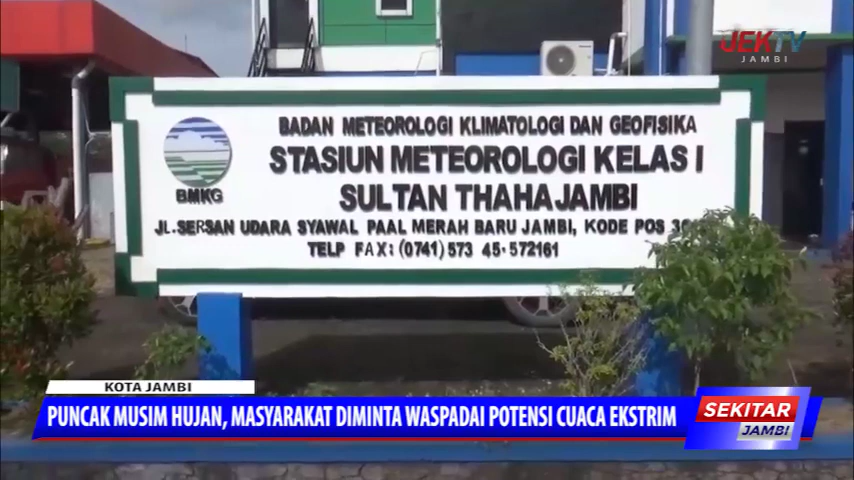 JEKTV
JAMBI
BADAN METEOROLOGI KLIMATOLOGI DAN GEOFISIKA
STASIUN METEOROLOGI KELAS I
SULTAN THAHA JAMBI
BMKG
JL.SERSAN UDARA SYAWAL PAAL MERAH BARU JAMBI, KODE POS
TELP FAX: (0741) 573 45-572161
KOTA JAMBI
PUNCAK MUSIM HUJAN, MASYARAKAT DIMINTA WASPADAI POTENSI CUACA EKSTRIM
SEKITAR
JAMBI